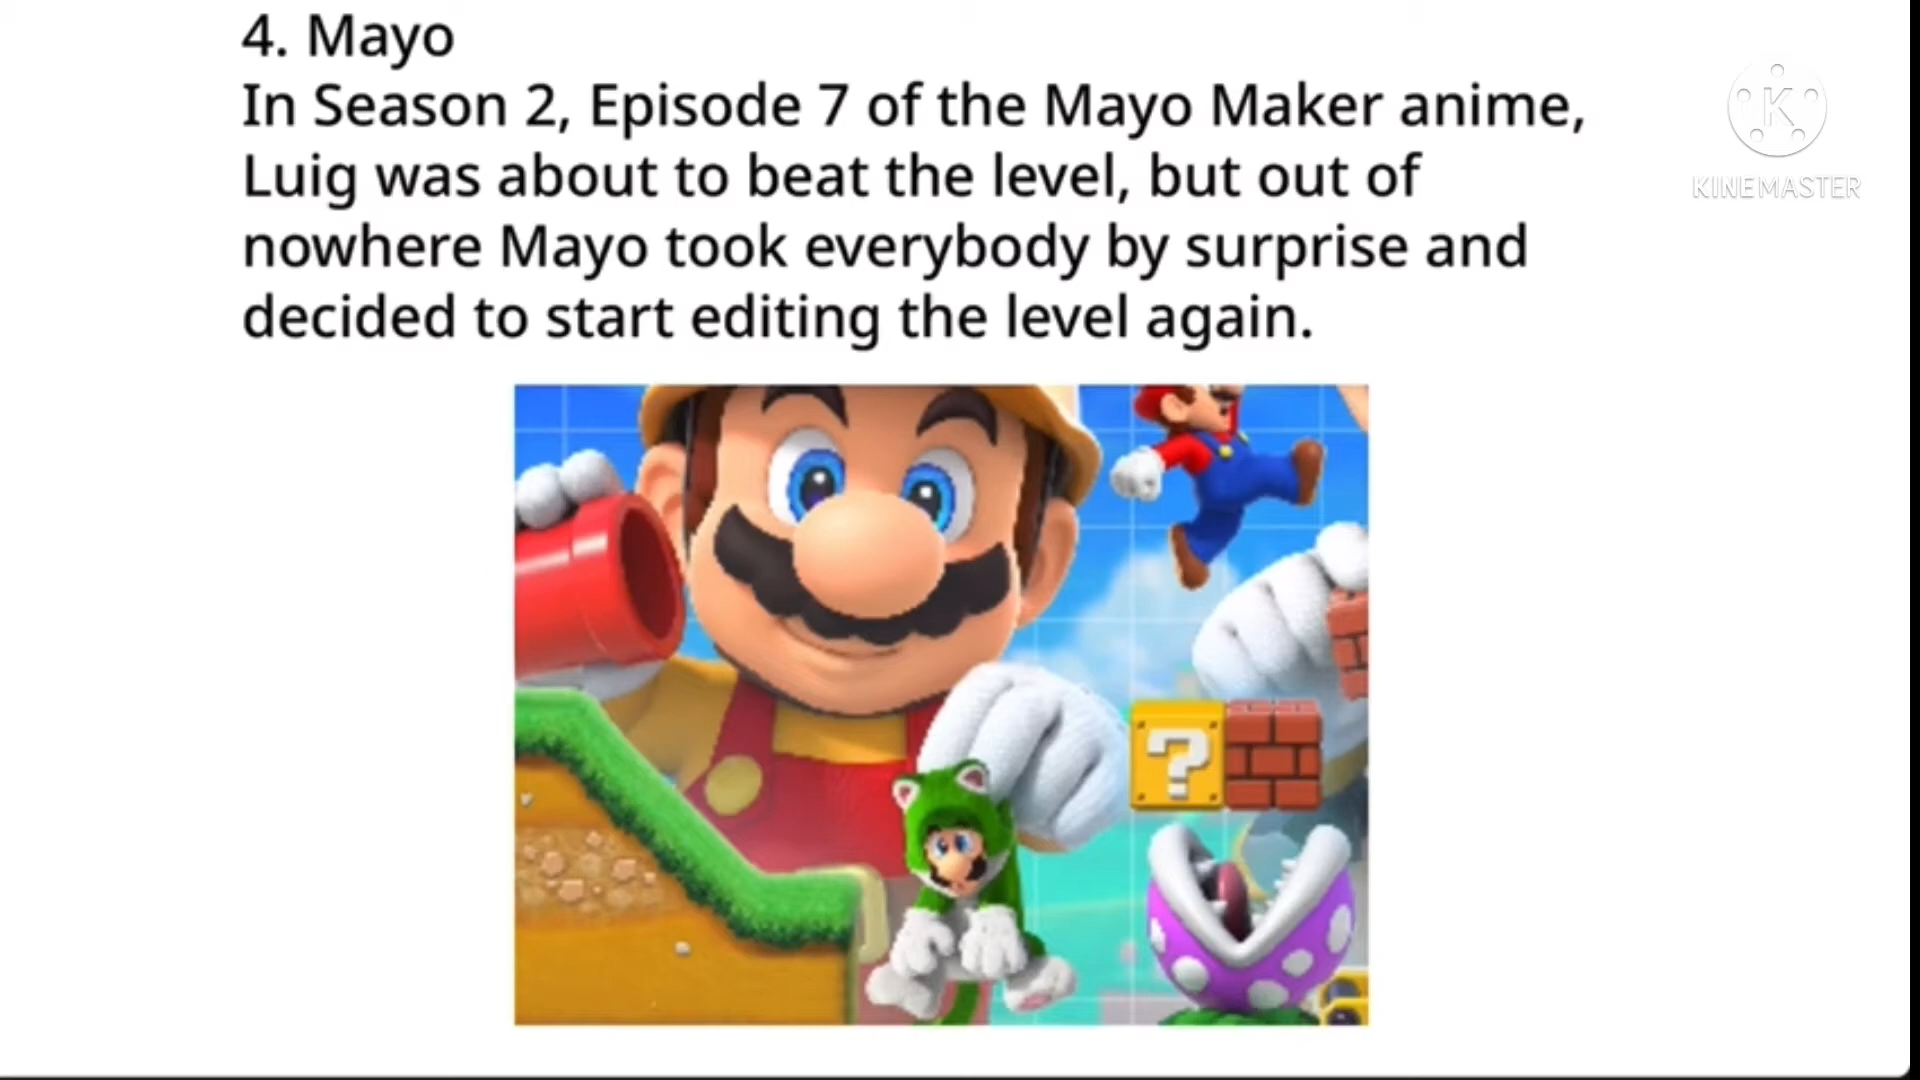 4. Mayo
In Season 2, Episode 7 of the Mayo Maker anime,
Luig was about to beat the level, but out of
nowhere Mayo took everybody by surprise and
decided to start editing the level again.
K
KINEMASTER
?